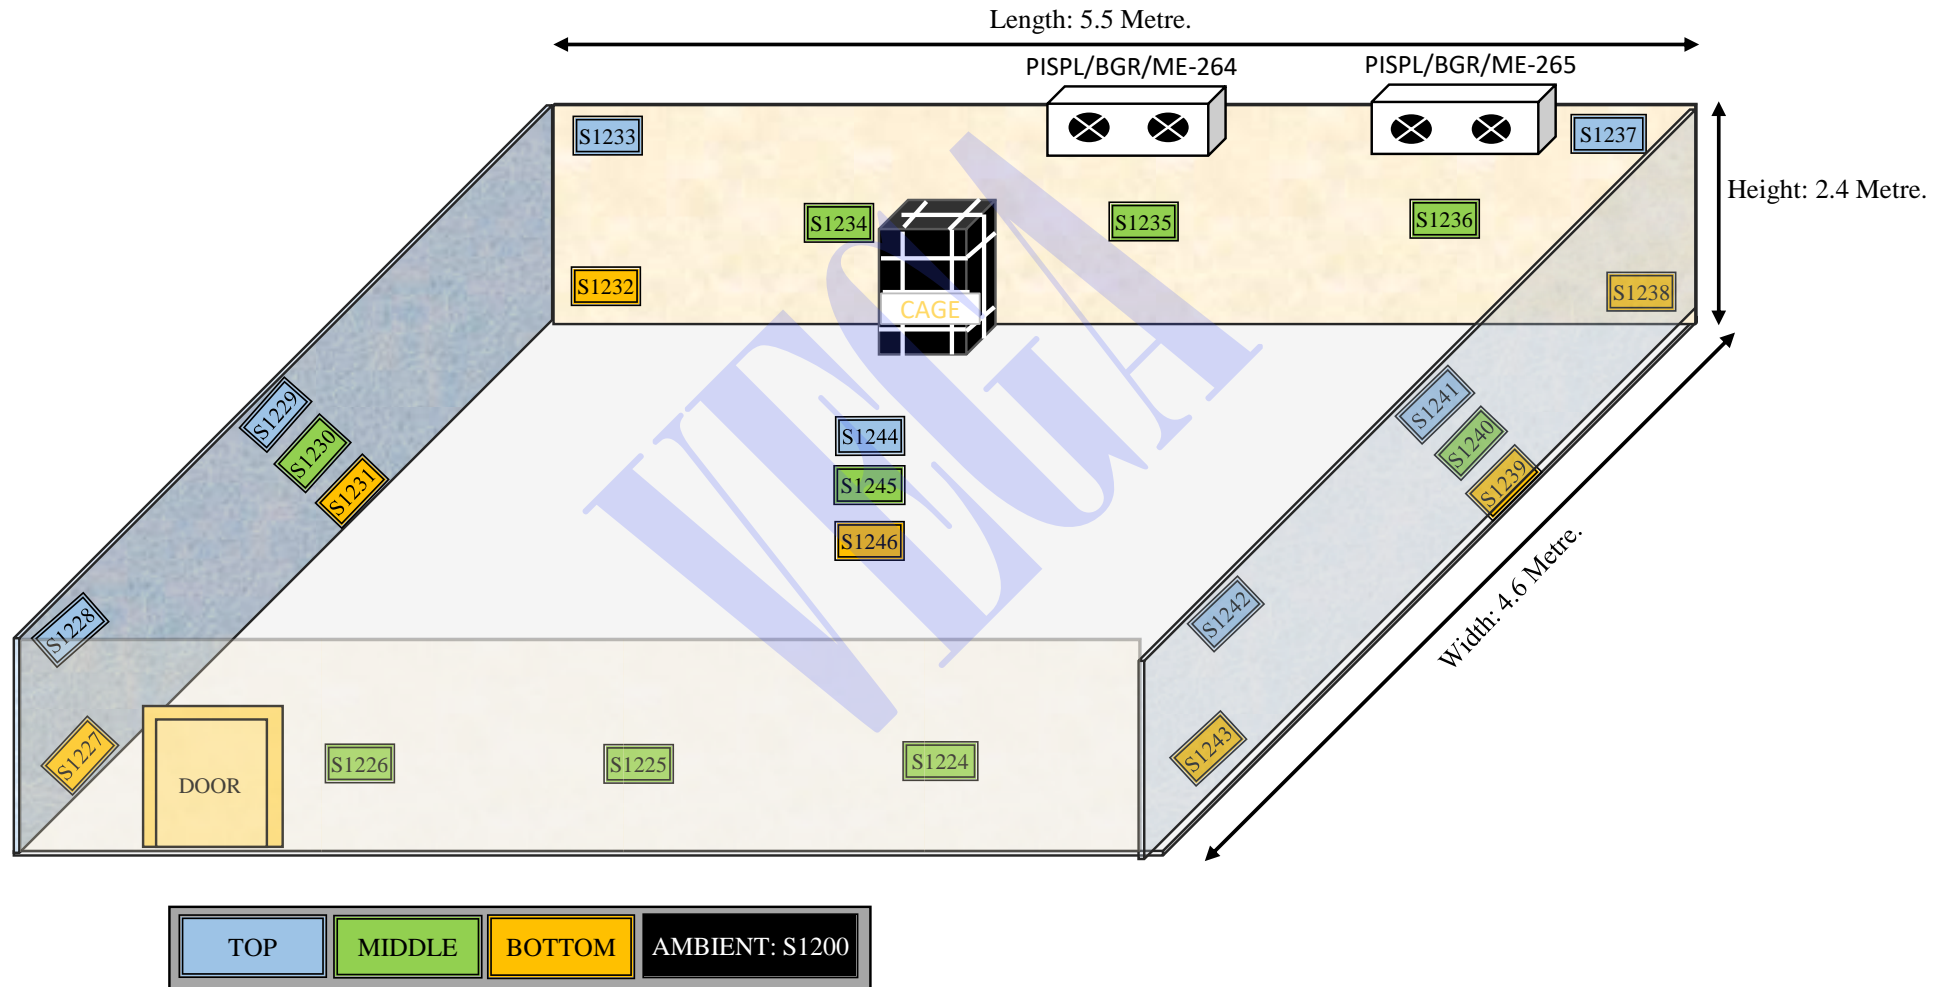 Length: 5.5 Metre.
PISPL/BGR/ME-264
PISPL/BGR/ME-265
S1233
S1237
Height: 2.4 Metre.
S1234
S1235
S1236
S1232
CAGE
S1238
S1229
S1230
S1231
S1241
S1240
S1239
S1244
S1245
S1246
VEGA
Width: 4.6 Metre.
S1228
S1242
S1227
S1243
DOOR
S1226
S1225
S1224
TOP
MIDDLE
BOTTOM
AMBIENT: S1200